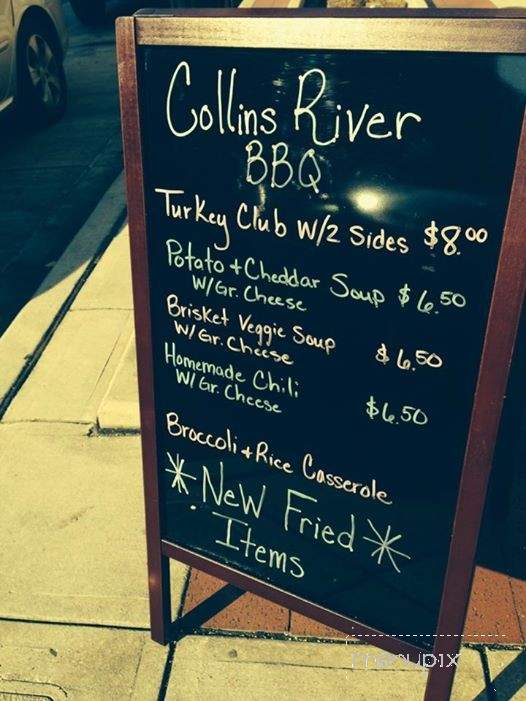 Collins River
BBQ
Turkey Club W/2 Sides $8.00
Potato + Cheddar Soup $6.50
W/Gr. Cheese
Brisket Veggie Soup $6.50
W/Gr. Cheese
Homemade Chili $6.50
W/Gr. Cheese
Broccoli + Rice Casserole
* New Fried *
Items
menupix